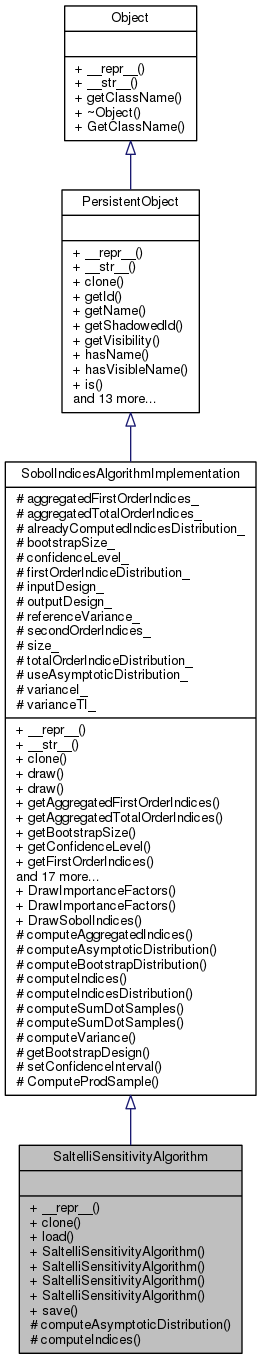 Object
+ __repr__()
+ __str__()
+ getClassName()
+ ~Object()
+ GetClassName()
PersistentObject
+ __repr__()
+ __str__()
+ clone()
+ getId()
+ getName()
+ getShadowedId()
+ getVisibility()
+ hasName()
+ hasVisibleName()
+ is()
and 13 more...
SobolIndicesAlgorithmImplementation
# aggregatedFirstOrderIndices_
# aggregatedTotalOrderIndices_
# alreadyComputedIndicesDistribution_
# bootstrapSize_
# confidenceLevel_
# firstOrderIndiceDistribution_
# inputDesign_
# outputDesign_
# referenceVariance_
# secondOrderIndices_
# size_
# totalOrderIndiceDistribution_
# useAsymptoticDistribution_
# varianceI_
# varianceTI_
+ __repr__()
+ __str__()
+ clone()
+ draw()
+ draw()
+ getAggregatedFirstOrderIndices()
+ getAggregatedTotalOrderIndices()
+ getBootstrapSize()
+ getConfidenceLevel()
+ getFirstOrderIndices()
and 17 more...
+ DrawImportanceFactors()
+ DrawImportanceFactors()
+ DrawSobolIndices()
# computeAggregatedIndices()
# computeAsymptoticDistribution()
# computeBootstrapDistribution()
# computeIndices()
# computeIndicesDistribution()
# computeSumDotSamples()
# computeSumDotSamples()
# computeVariance()
# getBootstrapDesign()
# setConfidenceInterval()
# ComputeProdSample()
SaltelliSensitivityAlgorithm
+ __repr__()
+ clone()
+ load()
+ SaltelliSensitivityAlgorithm()
+ SaltelliSensitivityAlgorithm()
+ SaltelliSensitivityAlgorithm()
+ SaltelliSensitivityAlgorithm()
+ save()
# computeAsymptoticDistribution()
# computeIndices()